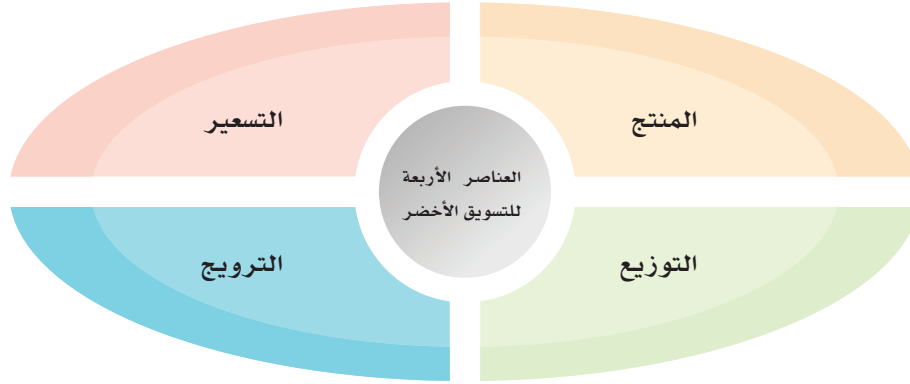 المنتج
التسعير
العناصر الأربعة
للتسويق الأخضر
التوزيع
الترويج